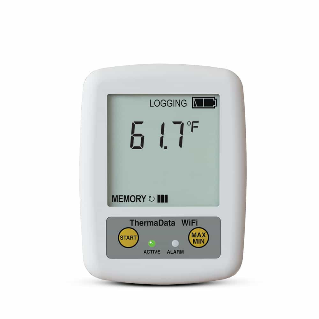 LOGGING
61.7°F
MEMORY
ThermaData WiFi
START
MAX
MIN
ACTIVE ALARM